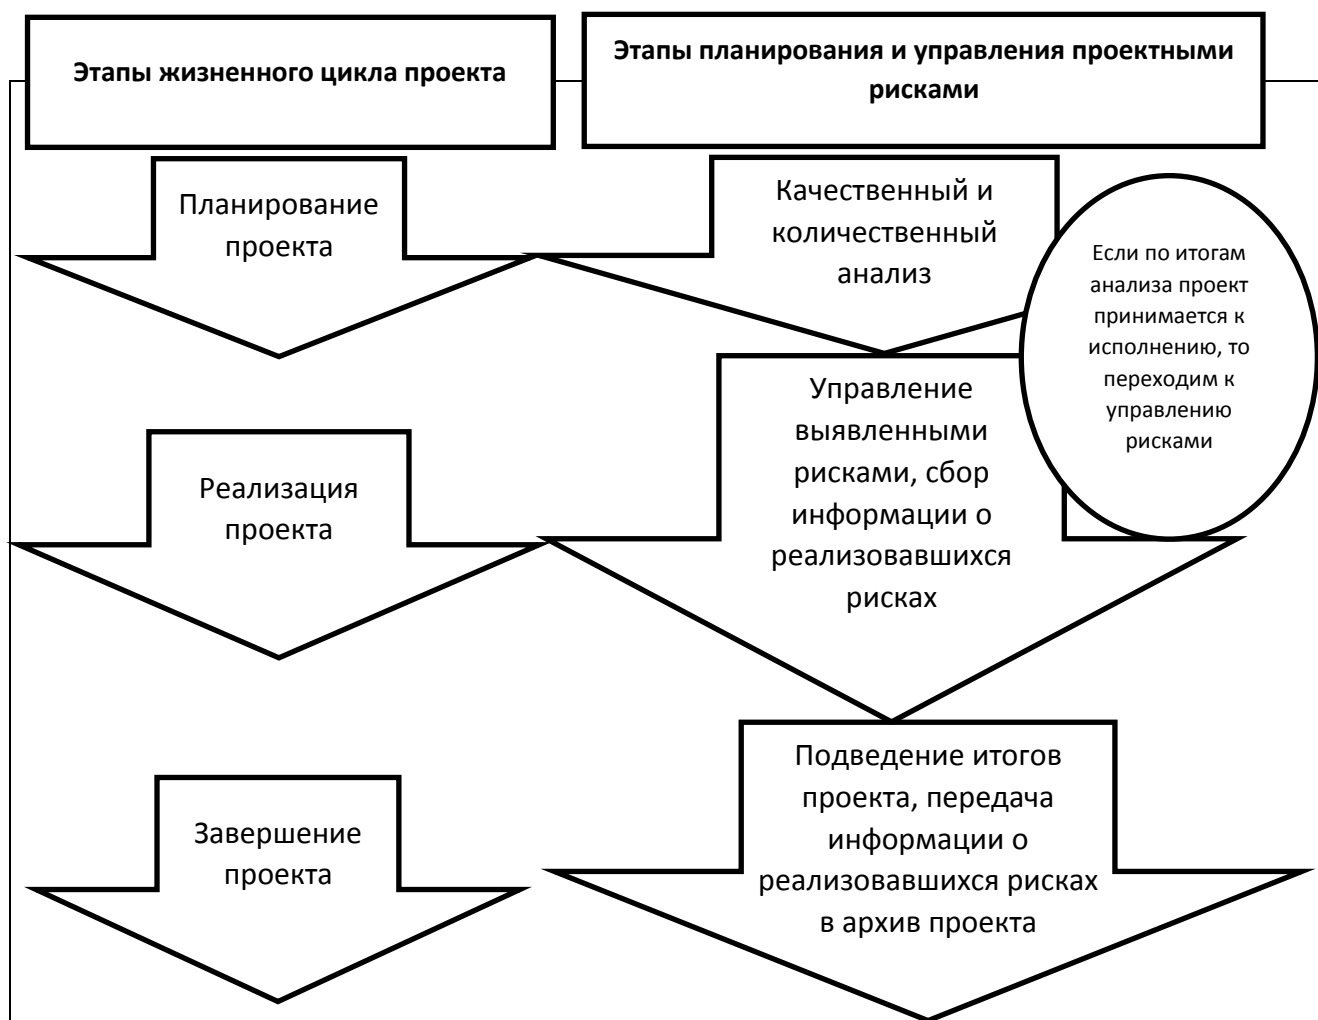 Этапы жизненного цикла проекта
Этапы планирования и управления проектными
рисками
Планирование
проекта
Качественный и
количественный
анализ
Если по итогам
анализа проект
принимается к
исполнению, то
переходим к
управлению
рисками
Реализация
проекта
Управление
выявленными
рисками, сбор
информации о
реализовавшихся
рисках
Завершение
проекта
Подведение итогов
проекта, передача
информации о
реализовавшихся рисках
в архив проекта